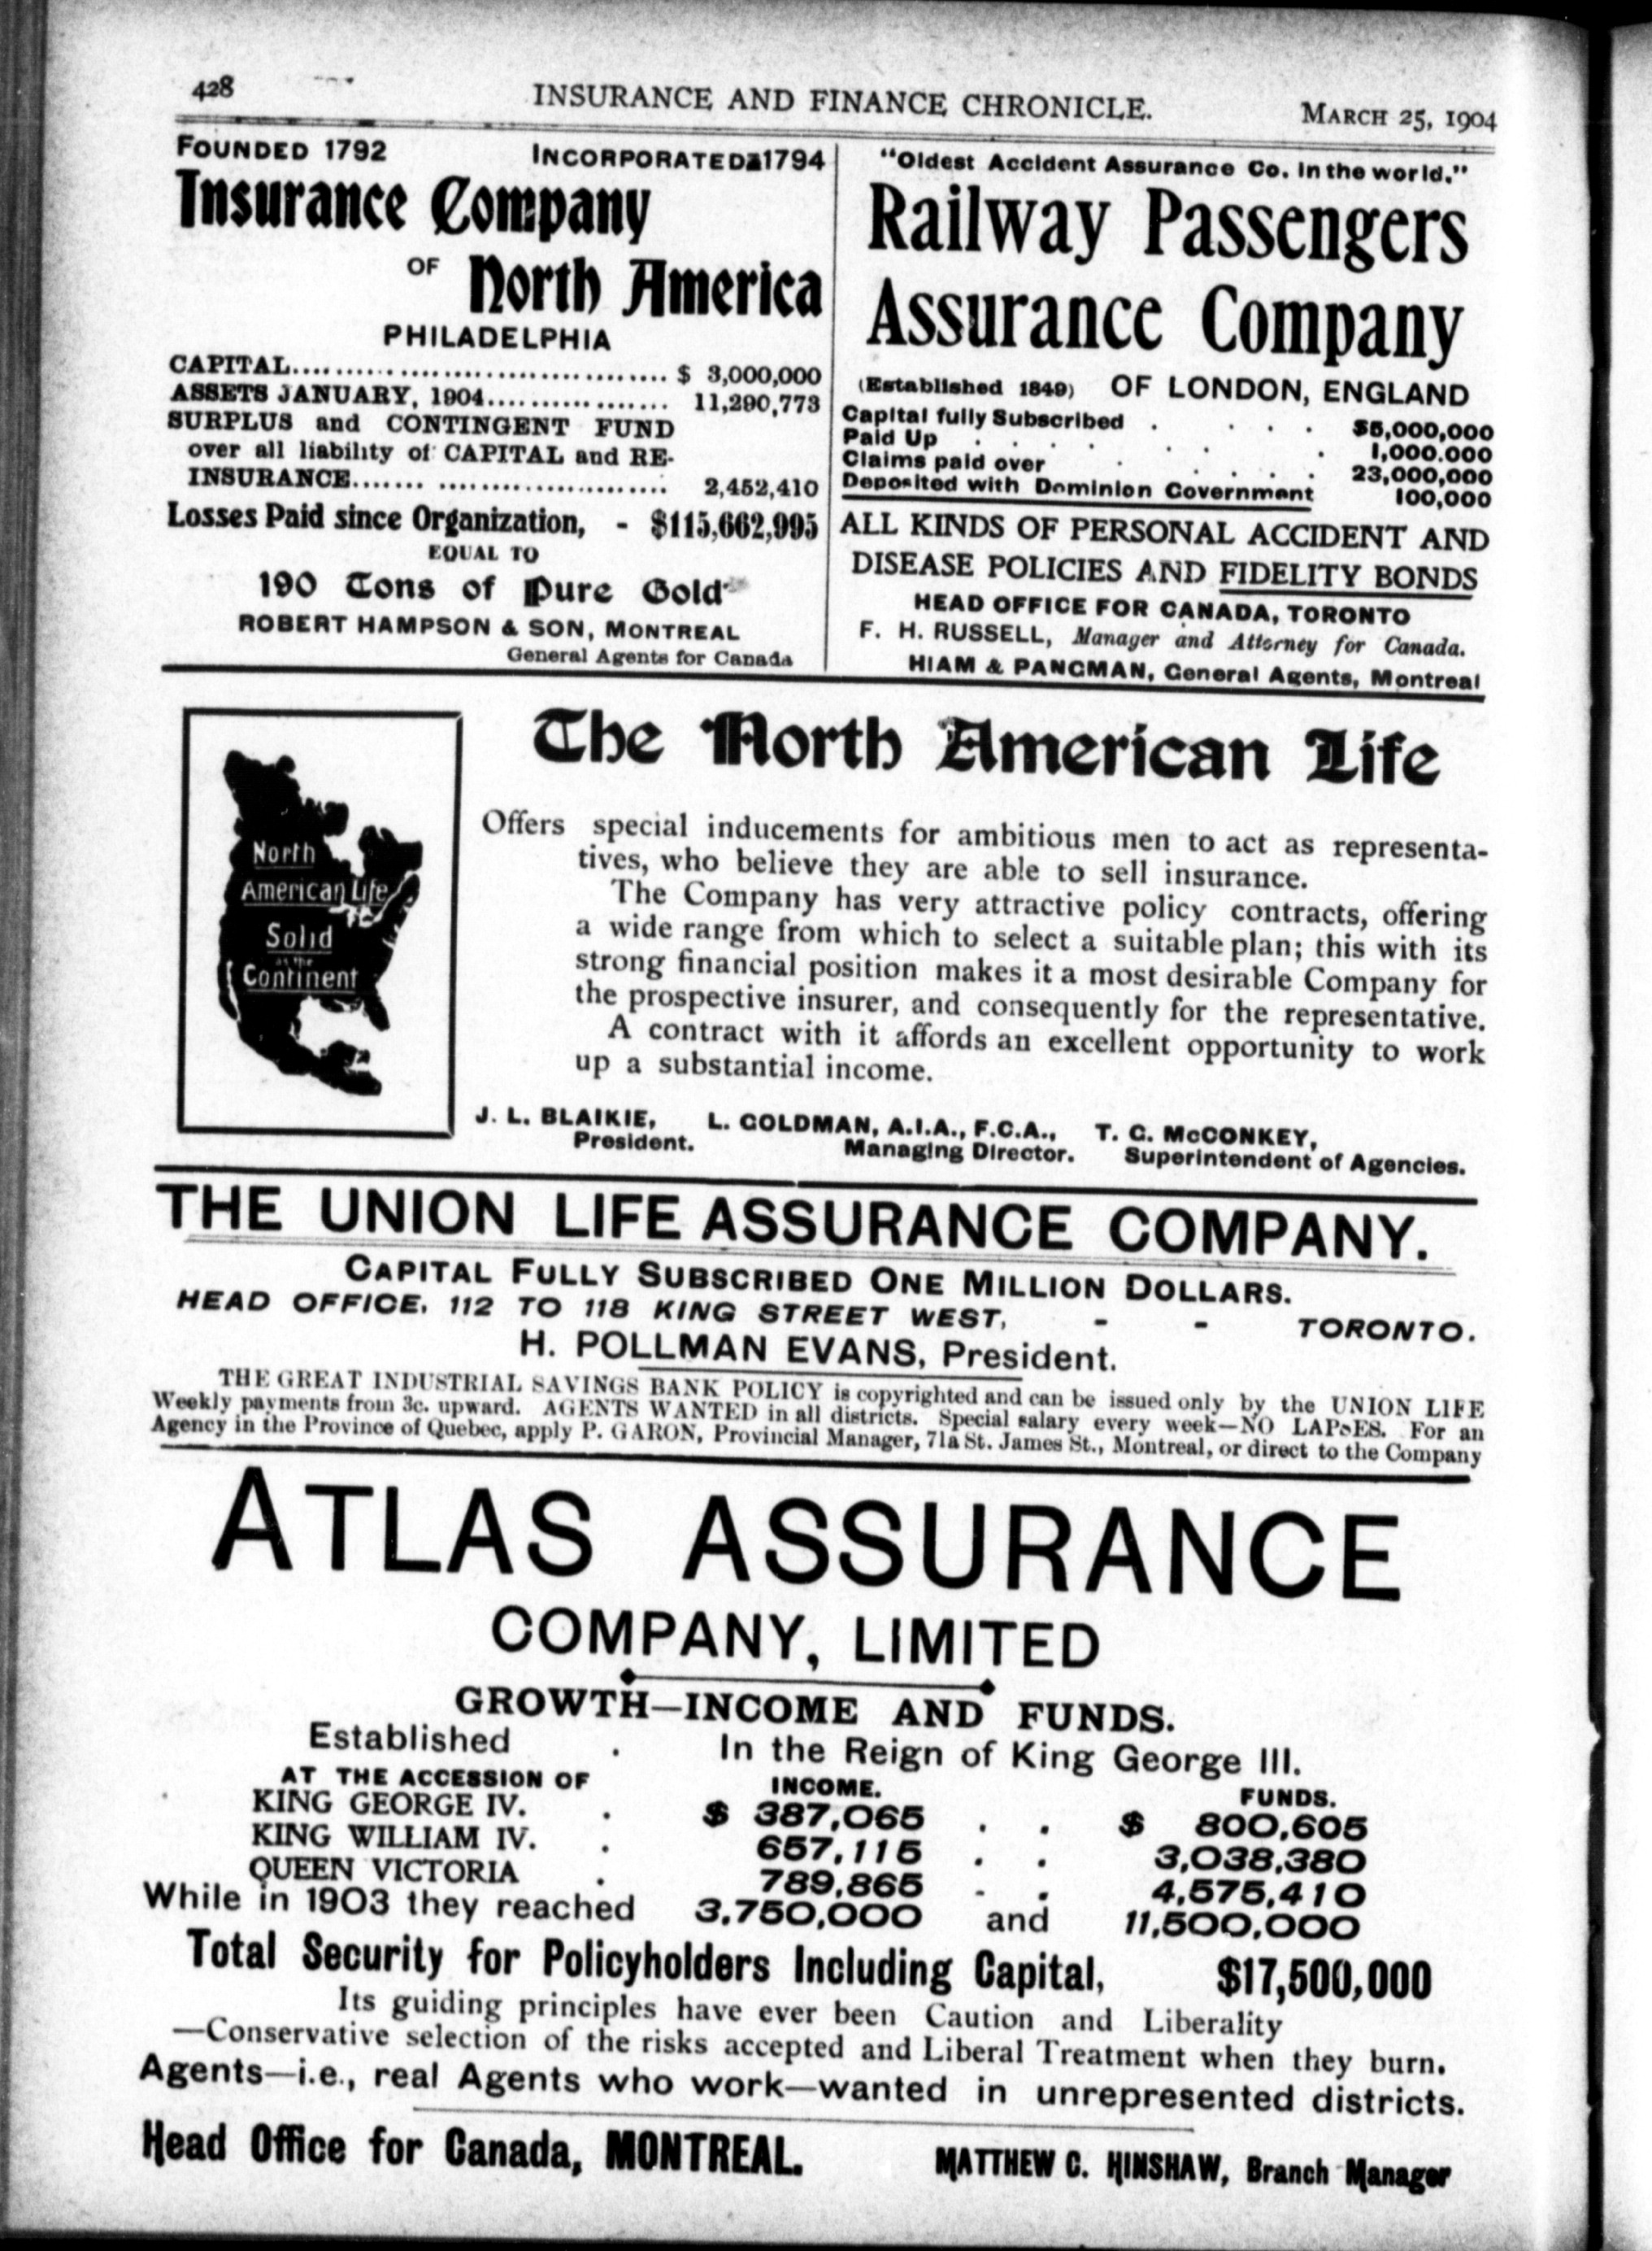 428
INSURANCE AND FINANCE CHRONICLE.
MARCH 25, 1904
FOUNDED 1792
INCORPORATED 1794
Insurance Company
OF North America
PHILADELPHIA
CAPITAL.................................... $ 3,000,000
ASSETS JANUARY, 1904................. 11,290,773
SURPLUS and CONTINGENT FUND
over all liability of CAPITAL and RE-
INSURANCE....... ...................... 2,452,410
Losses Paid since Organization, - $115,662,995
EQUAL TO
190 Tons of Pure Gold
ROBERT HAMPSON & SON, MONTREAL
General Agents for Canada
"Oldest Accident Assurance Co. in the world."
Railway Passengers
Assurance Company
(Established 1849) OF LONDON, ENGLAND
Capital fully Subscribed . . . . $5,000,000
Paid Up . . . . . . 1,000.000
Claims paid over . . . . 23,000,000
Deposited with Dominion Government 100,000
ALL KINDS OF PERSONAL ACCIDENT AND
DISEASE POLICIES AND FIDELITY BONDS
HEAD OFFICE FOR CANADA, TORONTO
F. H. RUSSELL, Manager and Attorney for Canada.
HIAM & PANGMAN, General Agents, Montreal
North
American Life
Solid
as the
Continent
The North American Life
Offers special inducements for ambitious men to act as representa-
tives, who believe they are able to sell insurance.
The Company has very attractive policy contracts, offering
a wide range from which to select a suitable plan; this with its
strong financial position makes it a most desirable Company for
the prospective insurer, and consequently for the representative.
A contract with it affords an excellent opportunity to work
up a substantial income.
J. L. BLAIKIE, L. GOLDMAN, A.I.A., F.C.A., T. G. McCONKEY,
President. Managing Director. Superintendent of Agencies.
THE UNION LIFE ASSURANCE COMPANY.
CAPITAL FULLY SUBSCRIBED ONE MILLION DOLLARS.
HEAD OFFICE, 112 TO 118 KING STREET WEST, - - TORONTO.
H. POLLMAN EVANS, President.
THE GREAT INDUSTRIAL SAVINGS BANK POLICY is copyrighted and can be issued only by the UNION LIFE
Weekly payments from 3c. upward. AGENTS WANTED in all districts. Special salary every week—NO LAPSES. For an
Agency in the Province of Quebec, apply P. GARON, Provincial Manager, 71a St. James St., Montreal, or direct to the Company
ATLAS ASSURANCE
COMPANY, LIMITED
GROWTH—INCOME AND FUNDS.
Established . In the Reign of King George III.
AT THE ACCESSION OF INCOME. FUNDS.
KING GEORGE IV. . $ 387,065 . . $ 800,605
KING WILLIAM IV. . 657,115 . . 3,038,380
QUEEN VICTORIA . 789,865 - . 4,575,410
While in 1903 they reached 3,750,000 and 11,500,000
Total Security for Policyholders Including Capital, $17,500,000
Its guiding principles have ever been Caution and Liberality
—Conservative selection of the risks accepted and Liberal Treatment when they burn.
Agents—i.e., real Agents who work—wanted in unrepresented districts.
Head Office for Canada, MONTREAL. MATTHEW C. HINSHAW, Branch Manager